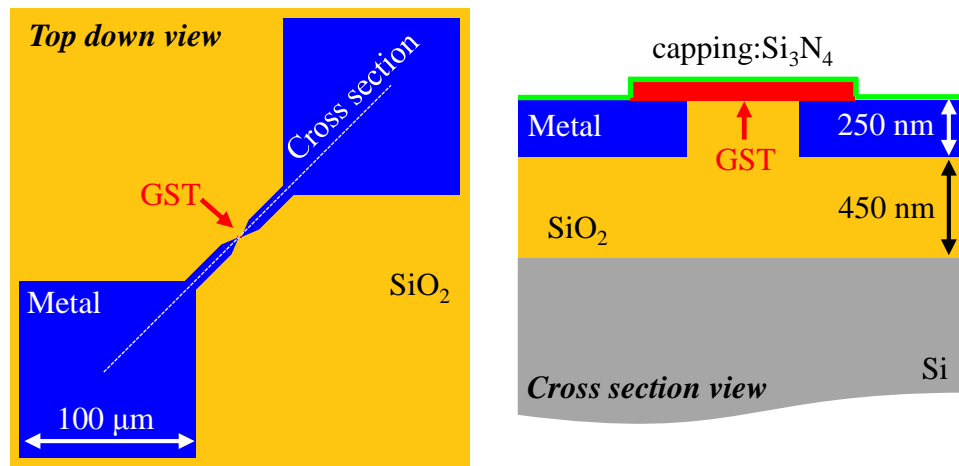 Top down view
Cross section
GST
Metal
SiO₂
100 μm
capping:Si₃N₄
Metal
250 nm
GST
450 nm
SiO₂
Si
Cross section view